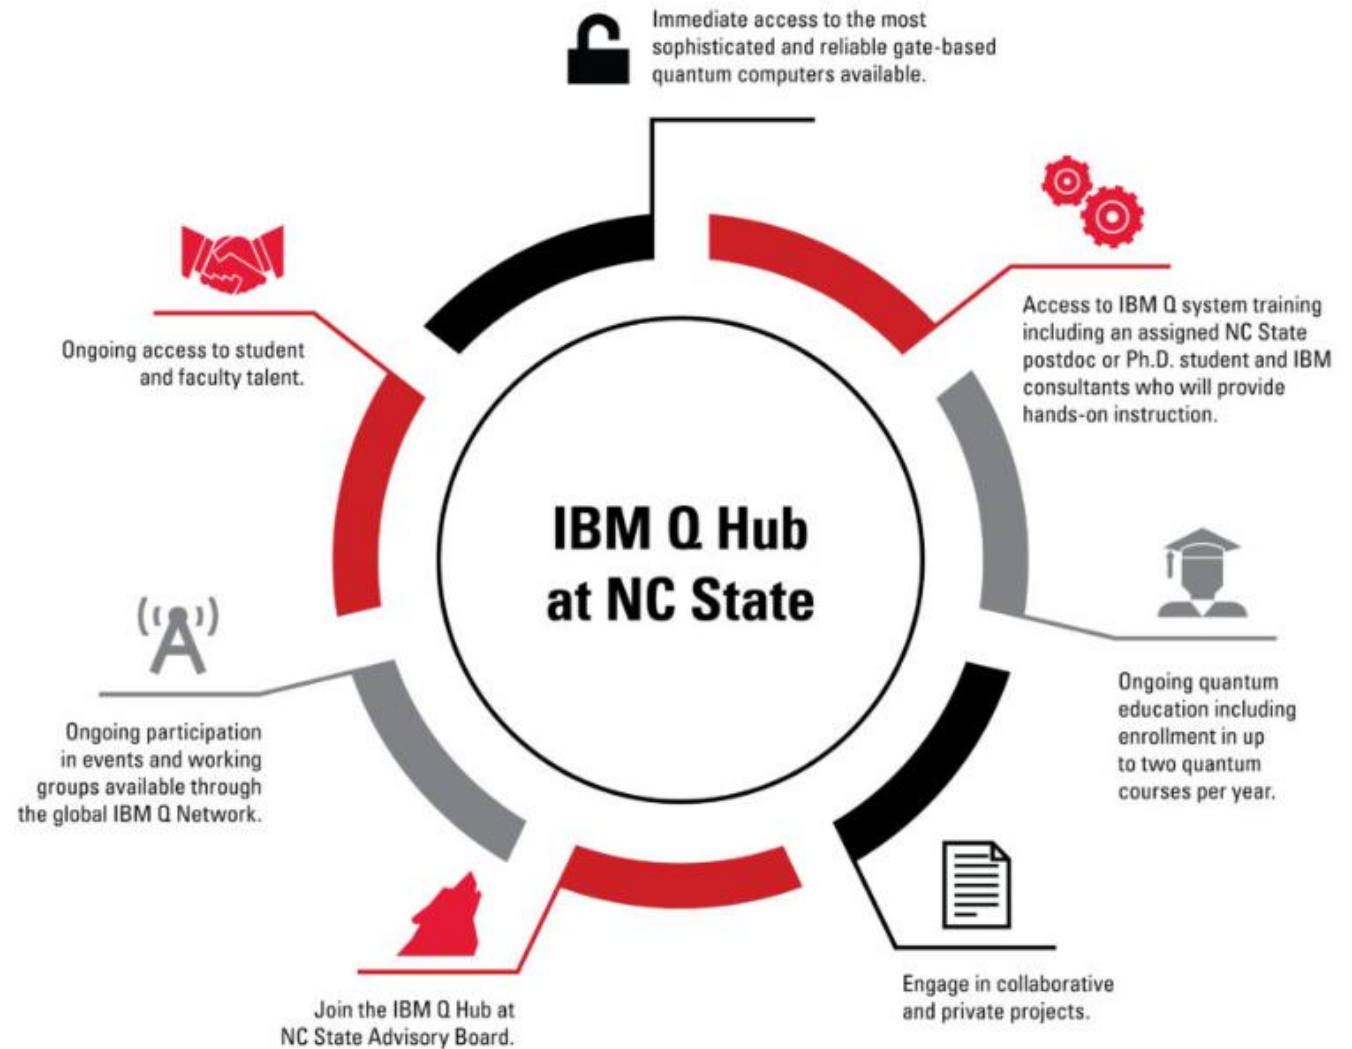 Immediate access to the most
sophisticated and reliable gate-based
quantum computers available.
Access to IBM Q system training
including an assigned NC State
postdoc or Ph.D. student and IBM
consultants who will provide
hands-on instruction.
Ongoing access to student
and faculty talent.
IBM Q Hub
at NC State
Ongoing quantum
education including
enrollment in up
to two quantum
courses per year.
Ongoing participation
in events and working
groups available through
the global IBM Q Network.
Engage in collaborative
and private projects.
Join the IBM Q Hub at
NC State Advisory Board.